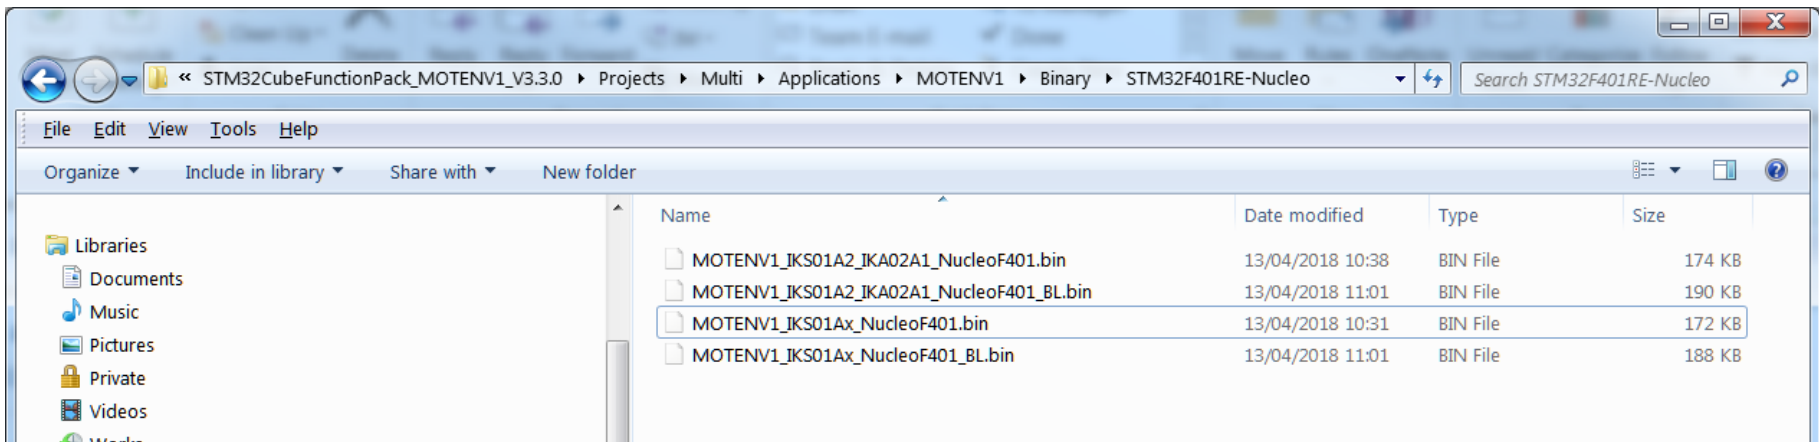 « STM32CubeFunctionPack_MOTENV1_V3.3.0 ▸ Projects ▸ Multi ▸ Applications ▸ MOTENV1 ▸ Binary ▸ STM32F401RE-Nucleo Search STM32F401RE-Nucleo
File Edit View Tools Help
Organize Include in library Share with New folder
Name Date modified Type Size
Libraries
Documents
Music
Pictures
Private
Videos
MOTENV1_IKS01A2_IKA02A1_NucleoF401.bin 13/04/2018 10:38 BIN File 174 KB
MOTENV1_IKS01A2_IKA02A1_NucleoF401_BL.bin 13/04/2018 11:01 BIN File 190 KB
MOTENV1_IKS01Ax_NucleoF401.bin 13/04/2018 10:31 BIN File 172 KB
MOTENV1_IKS01Ax_NucleoF401_BL.bin 13/04/2018 11:01 BIN File 188 KB